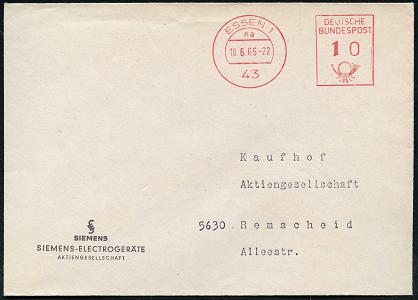 ESSEN 1
na
10.6.65-22
43
DEUTSCHE
BUNDESPOST
10
Kaufhof
Aktiengesellschaft
5630 Remscheid
Alleestr.
SIEMENS
SIEMENS-ELECTROGERÄTE
AKTIENGESELLSCHAFT